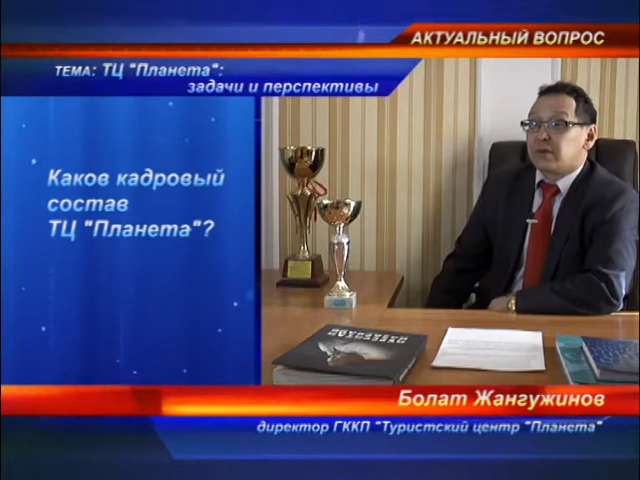 АКТУАЛЬНЫЙ ВОПРОС
ТЕМА: ТЦ "Планета":
задачи и перспективы
Каков кадровый
состав
ТЦ "Планета"?
Болат Жангужинов
директор ГККП "Туристский центр "Планета"